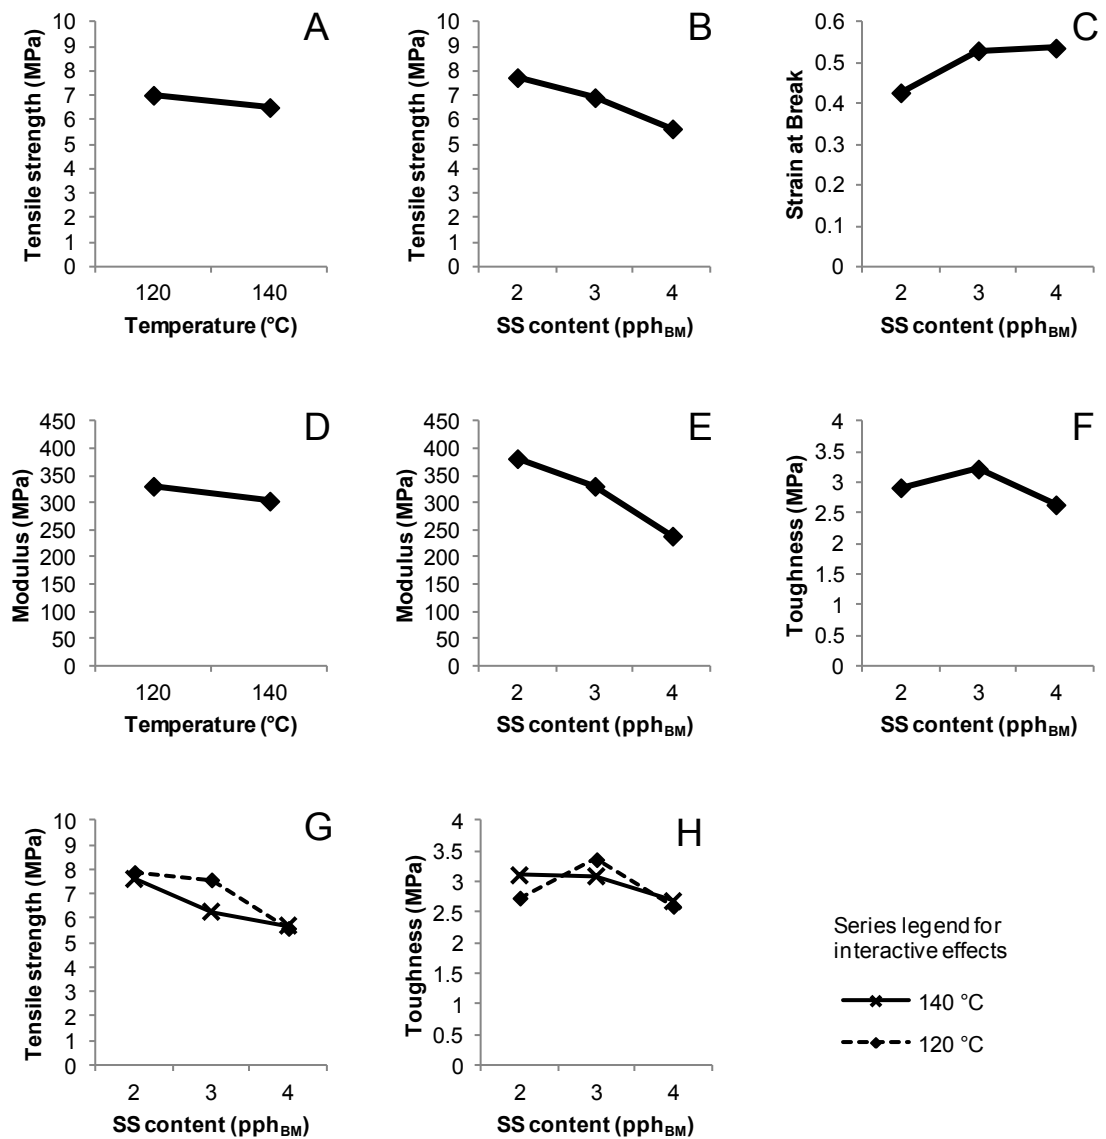 A
Tensile strength (MPa)
10
9
8
7
6
5
4
3
2
1
0
120 140
Temperature (°C)
B
Tensile strength (MPa)
10
9
8
7
6
5
4
3
2
1
0
2 3 4
SS content (pph_BM)
C
Strain at Break
0.6
0.5
0.4
0.3
0.2
0.1
0
2 3 4
SS content (pph_BM)
D
Modulus (MPa)
450
400
350
300
250
200
150
100
50
0
120 140
Temperature (°C)
E
Modulus (MPa)
450
400
350
300
250
200
150
100
50
0
2 3 4
SS content (pph_BM)
F
Toughness (MPa)
4
3.5
3
2.5
2
1.5
1
0.5
0
2 3 4
SS content (pph_BM)
G
Tensile strength (MPa)
10
9
8
7
6
5
4
3
2
1
0
2 3 4
SS content (pph_BM)
H
Toughness (MPa)
4
3.5
3
2.5
2
1.5
1
0.5
0
2 3 4
SS content (pph_BM)
Series legend for
interactive effects
140 °C
120 °C